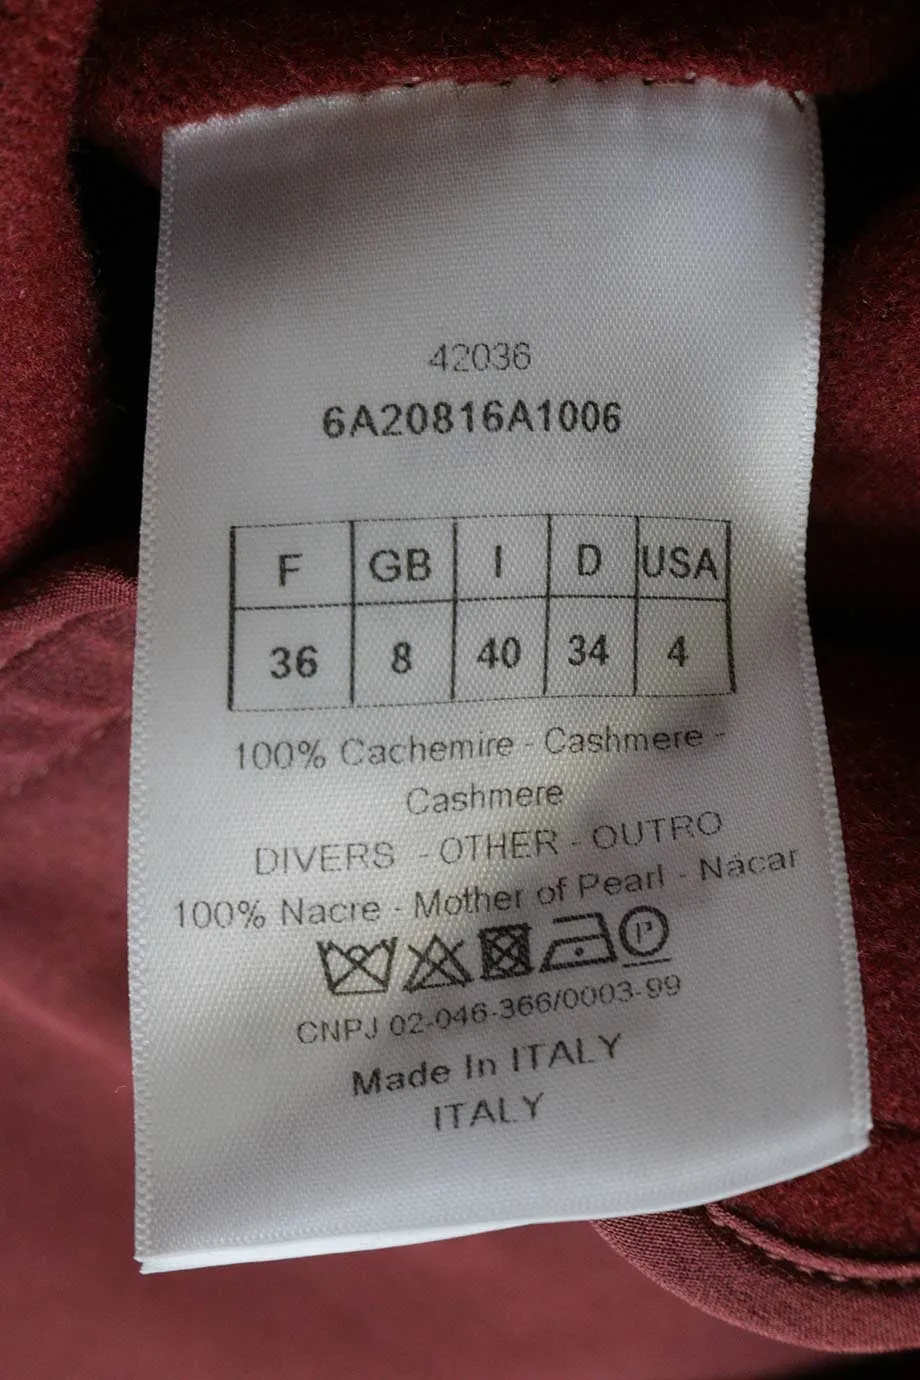 42036
6A20816A1006
F GB I D USA
36 8 40 34 4
100% Cachemire - Cashmere -
Cashmere
DIVERS - OTHER - OUTRO
100% Nacre - Mother of Pearl - Nácar
P
CNPJ 02-046-366/0003-99
Made In ITALY
ITALY